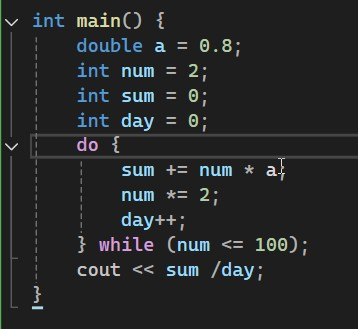 int main() {
double a = 0.8;
int num = 2;
int sum = 0;
int day = 0;
do {
sum += num * a;
num *= 2;
day++;
} while (num <= 100);
cout << sum /day;
}